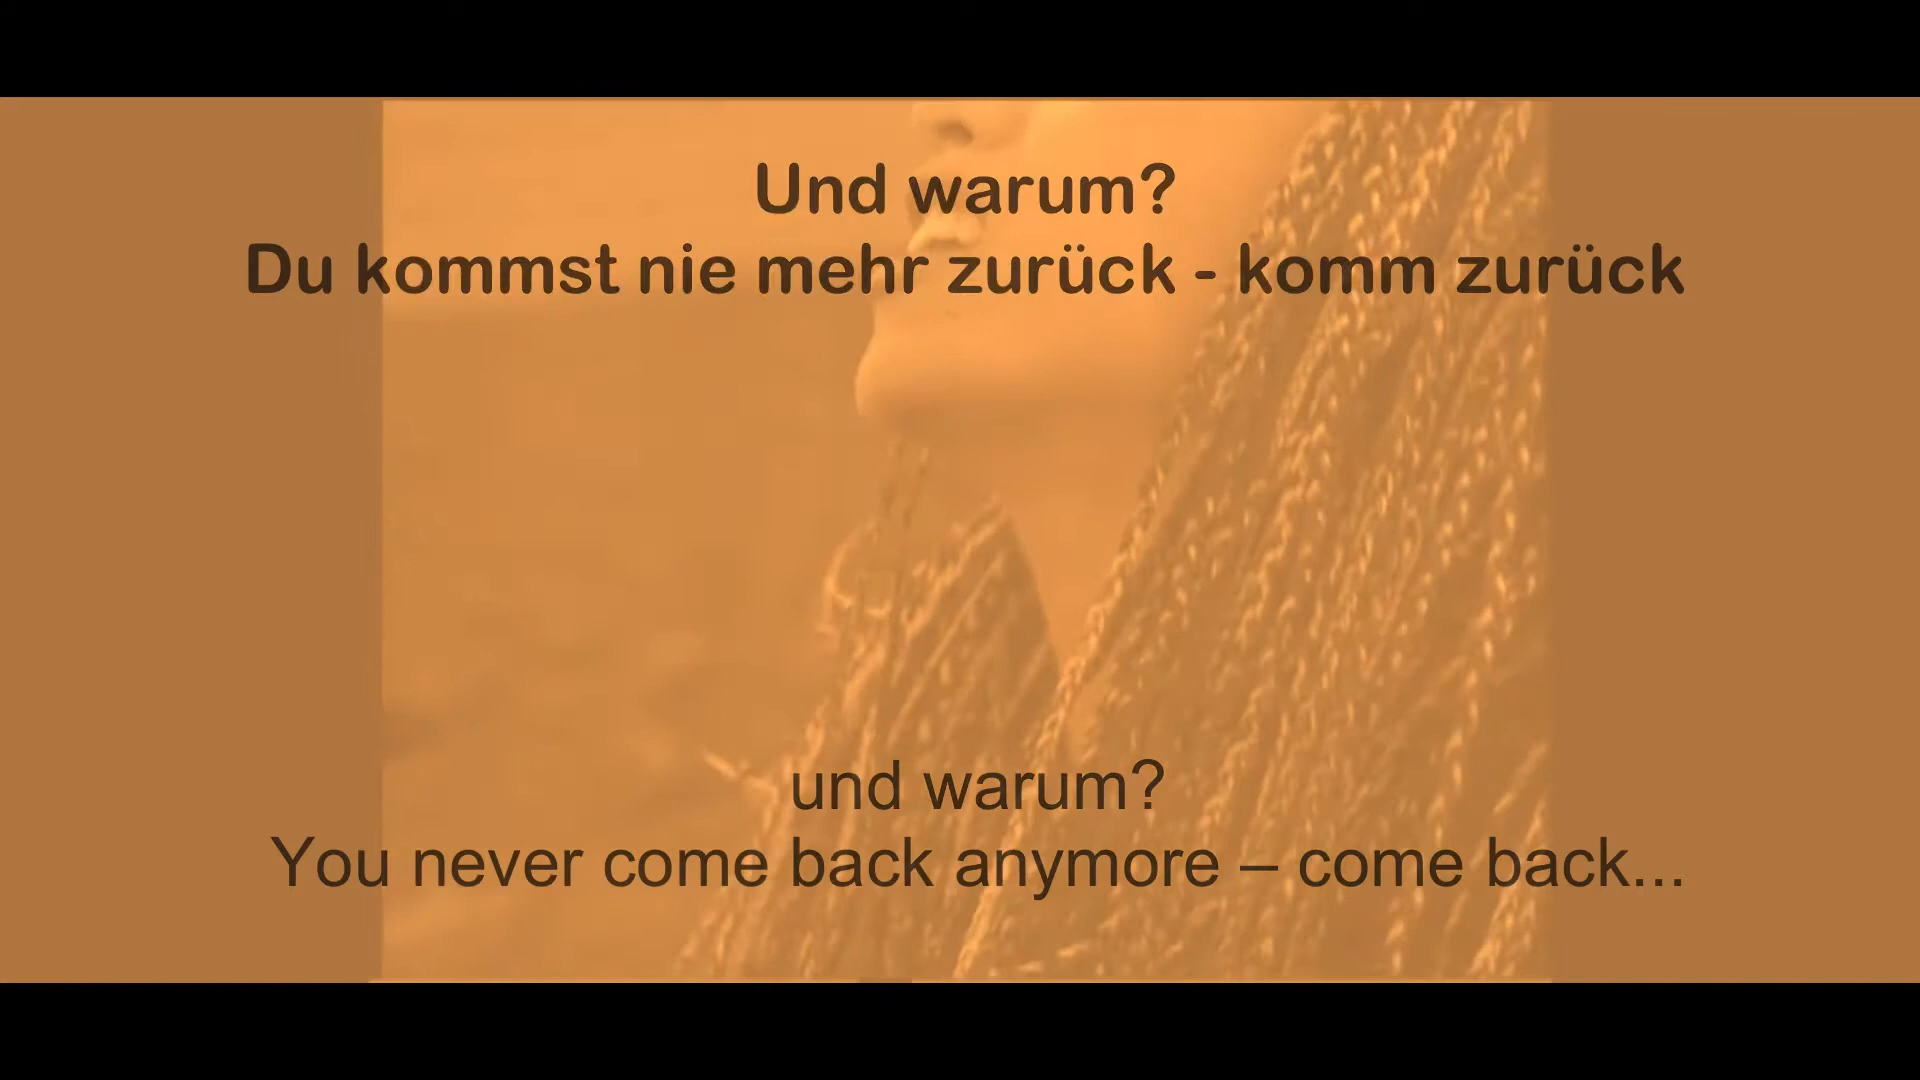 Und warum?
Du kommst nie mehr zurück - komm zurück
und warum?
You never come back anymore – come back...